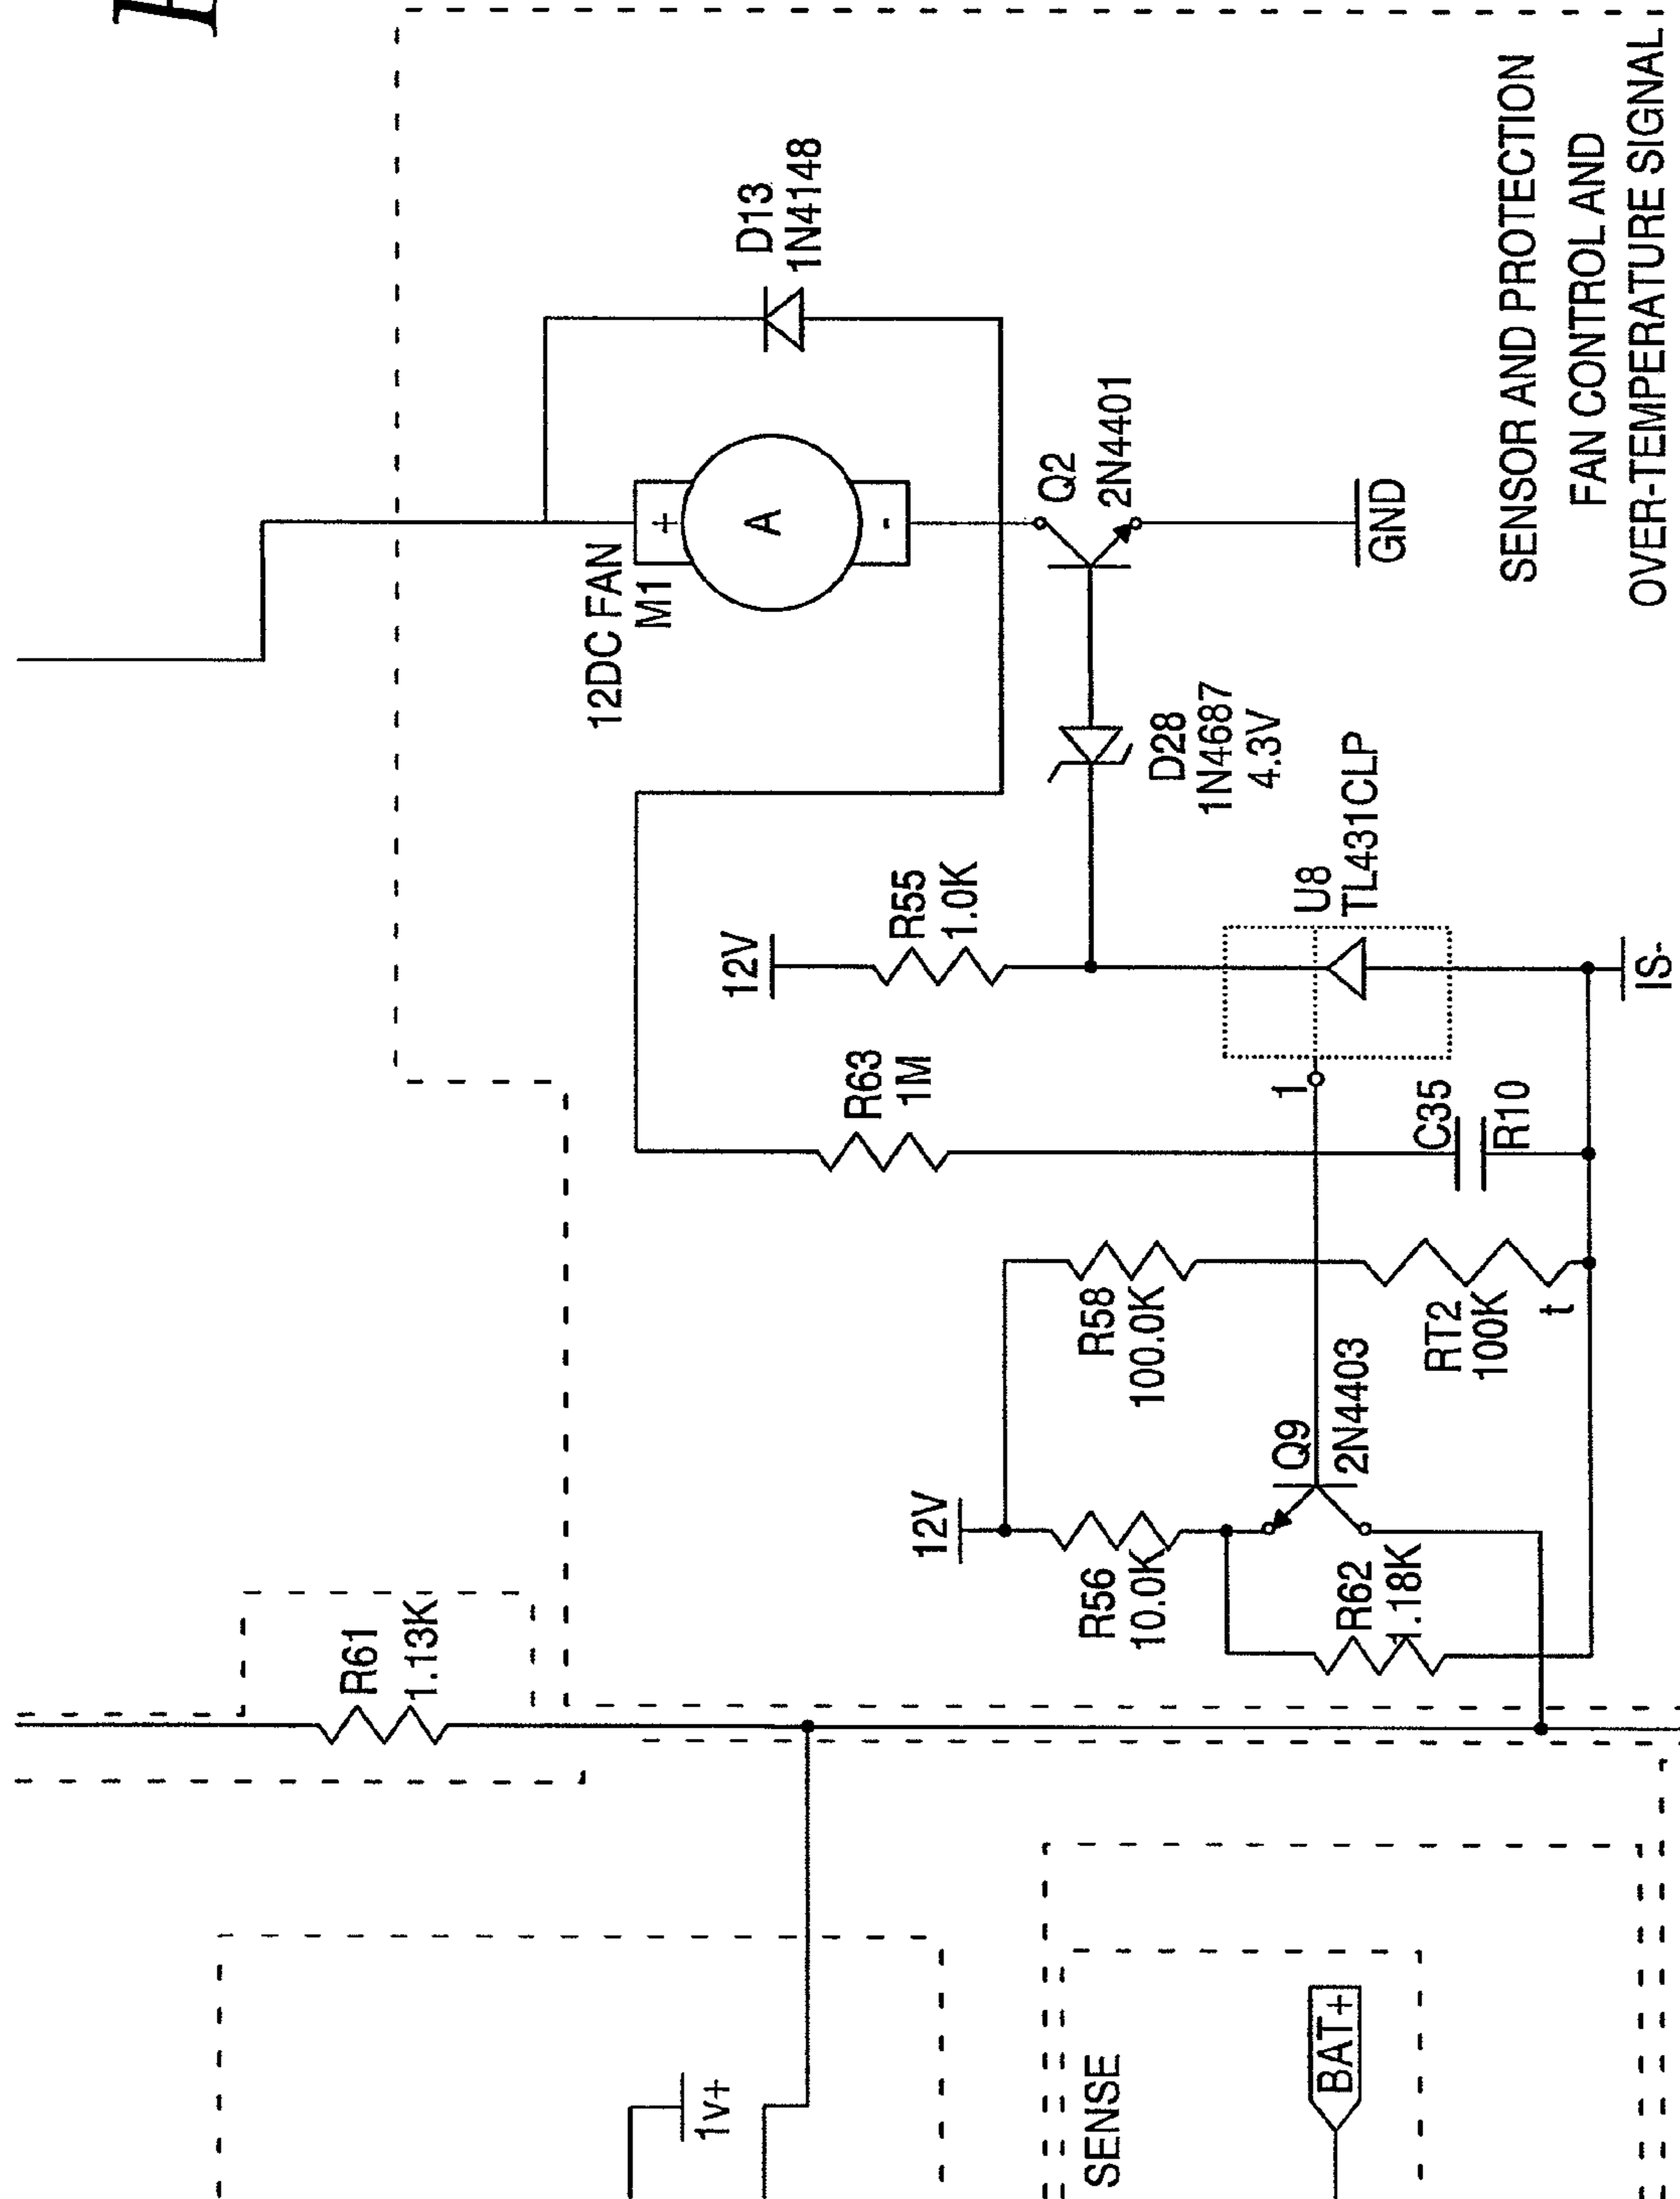 D13
1N4148
12DC FAN
M1
+
A
-
Q2
2N4401
GND
D28
1N4687
4.3V
12V
R55
1.0K
U8
TL431CLP
1
IS-
R63
1M
C35
R10
R58
100.0K
RT2
100K
t
12V
R56
10.0K
Q9
2N4403
R62
1.18K
R61
1.13K
1v+
SENSE
BAT+
SENSOR AND PROTECTION
FAN CONTROL AND
OVER-TEMPERATURE SIGNAL